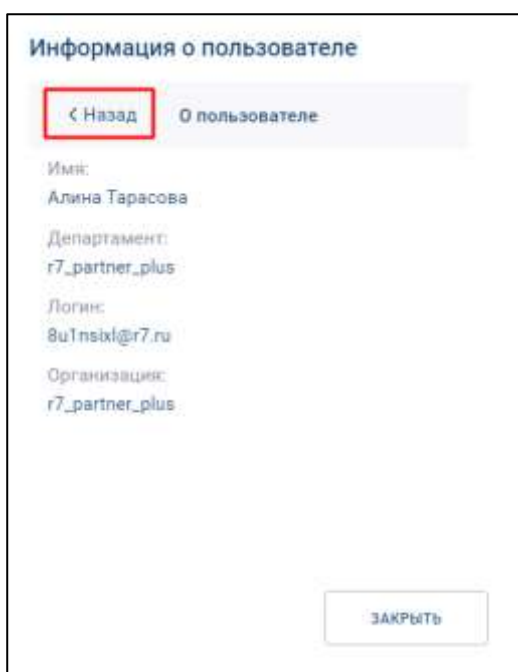 Информация о пользователе
< Назад О пользователе
Имя:
Алина Тарасова
Департамент:
r7_partner_plus
Логин:
8u1nsixl@r7.ru
Организация:
r7_partner_plus
ЗАКРЫТЬ